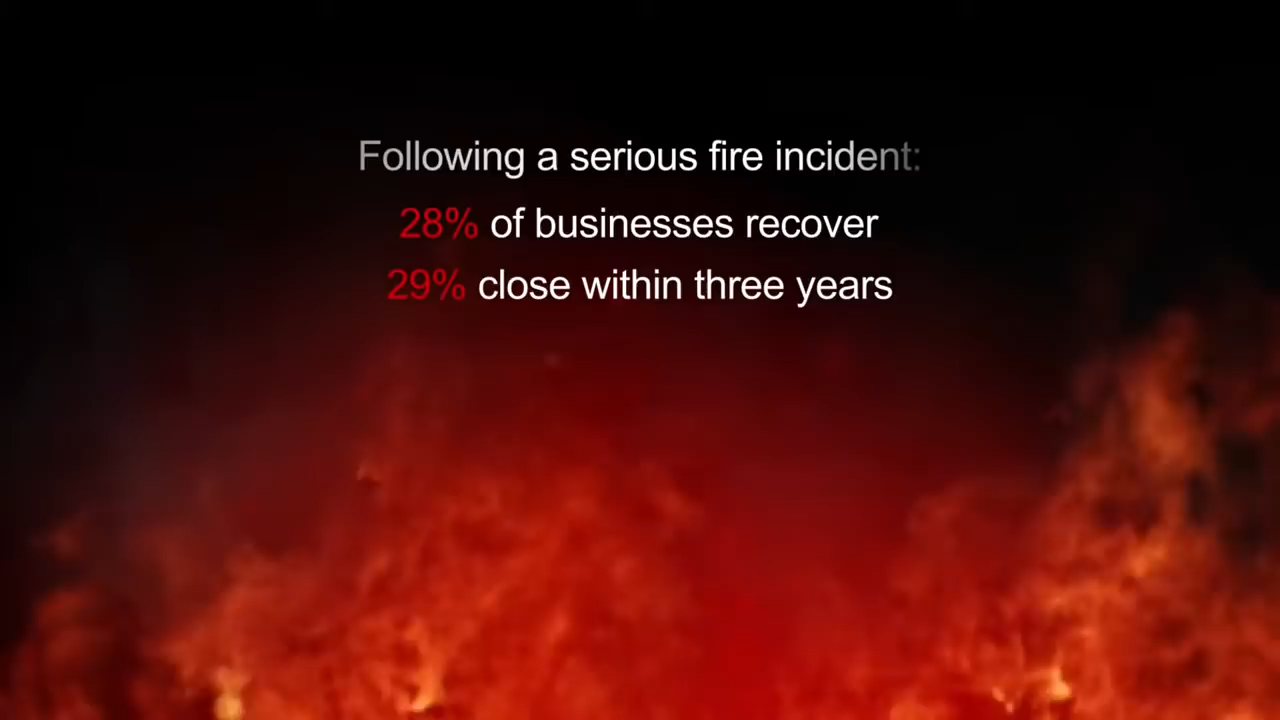 Following a serious fire incident:
28% of businesses recover
29% close within three years